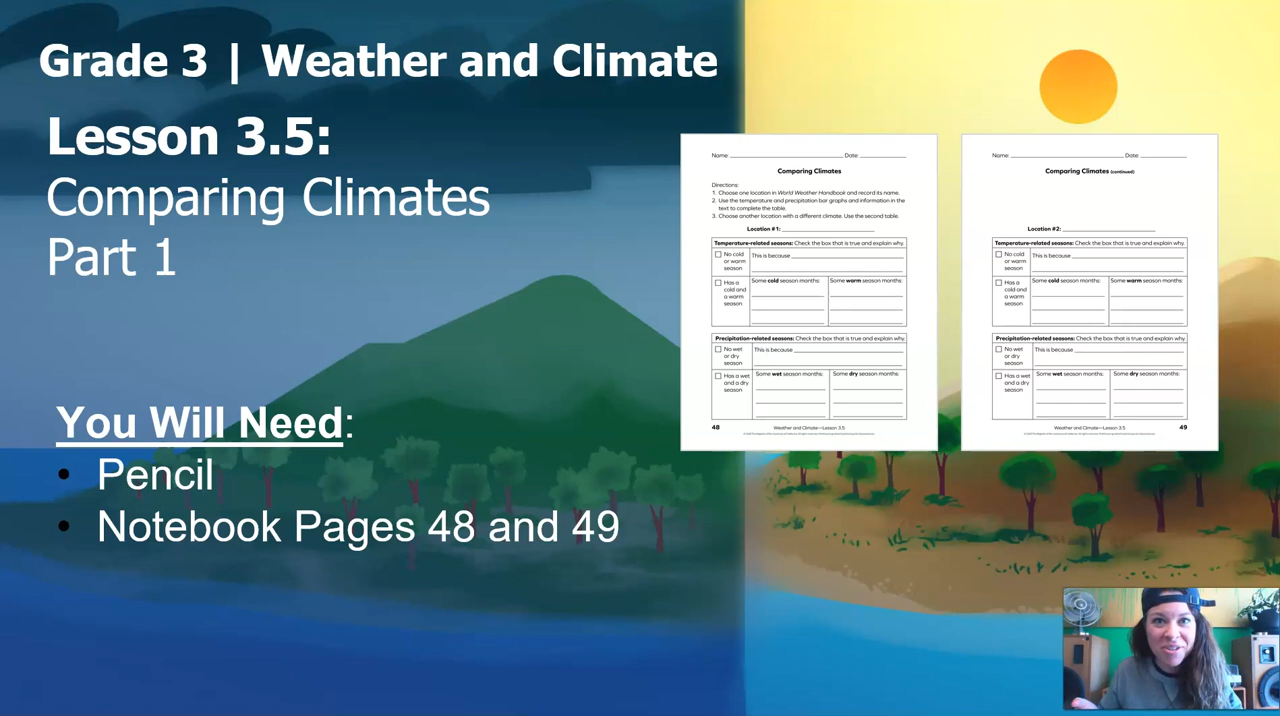 Grade 3 | Weather and Climate
Lesson 3.5:
Comparing Climates
Part 1
You Will Need:
• Pencil
• Notebook Pages 48 and 49
Name: Date:
Comparing Climates
Directions:
1. Choose one location in World Weather Handbook and record its name.
2. Use the temperature and precipitation bar graphs and information in the
text to complete the table.
3. Choose another location with a different climate. Use the second table.
Location #1:
Temperature-related seasons: Check the box that is true and explain why.
No cold
or warm
season
This is because
Has a
cold and
a warm
season
Some cold season months:
Some warm season months:
Precipitation-related seasons: Check the box that is true and explain why.
No wet
or dry
season
This is because
Has a wet
and a dry
season
Some wet season months:
Some dry season months:
48
Weather and Climate—Lesson 3.5
Name: Date:
Comparing Climates (continued)
Location #2:
Temperature-related seasons: Check the box that is true and explain why.
No cold
or warm
season
This is because
Has a
cold and
a warm
season
Some cold season months:
Some warm season months:
Precipitation-related seasons: Check the box that is true and explain why.
No wet
or dry
season
This is because
Has a wet
and a dry
season
Some wet season months:
Some dry season months:
Weather and Climate—Lesson 3.5
49